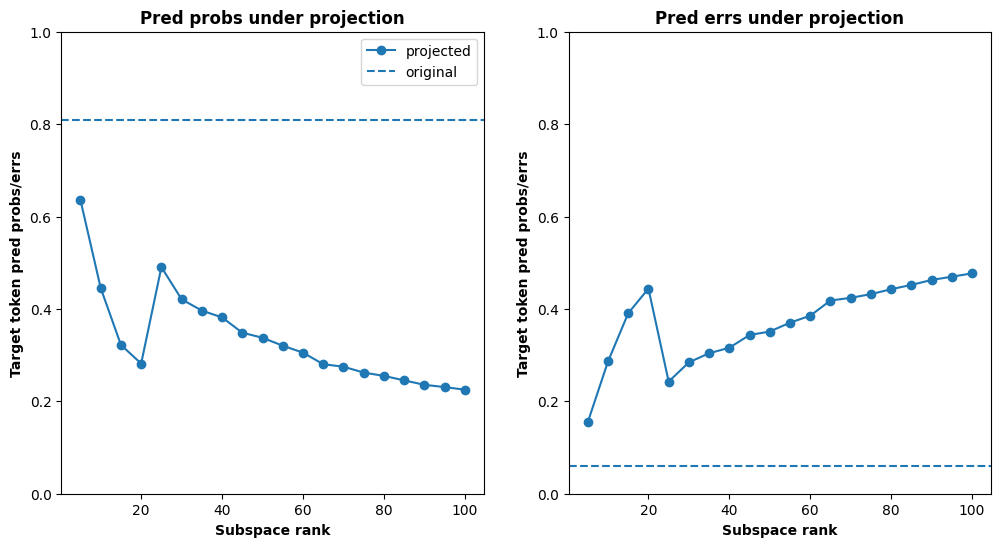 Pred probs under projection
Target token pred probs/errs
1.0
0.8
0.6
0.4
0.2
0.0
projected
original
20
40
60
80
100
Subspace rank
Pred errs under projection
Target token pred probs/errs
1.0
0.8
0.6
0.4
0.2
0.0
20
40
60
80
100
Subspace rank